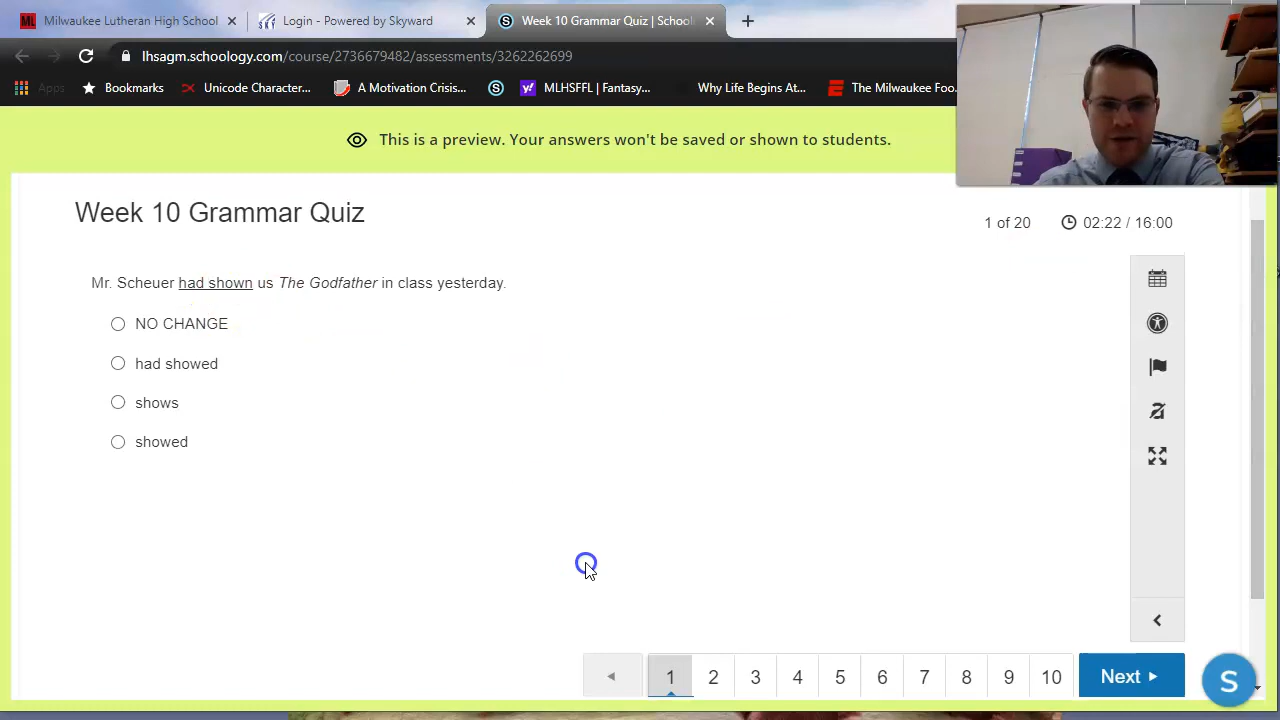 ML Milwaukee Lutheran High School
Login - Powered by Skyward
S Week 10 Grammar Quiz | School
lhsagm.schoology.com/course/2736679482/assessments/3262262699
Apps
Bookmarks
Unicode Character...
A Motivation Crisis...
S
MLHSFFL | Fantasy...
Why Life Begins At...
The Milwaukee Foo...
This is a preview. Your answers won't be saved or shown to students.
Week 10 Grammar Quiz
1 of 20
02:22 / 16:00
Mr. Scheuer had shown us The Godfather in class yesterday.
NO CHANGE
had showed
shows
showed
1 2 3 4 5 6 7 8 9 10 Next
S